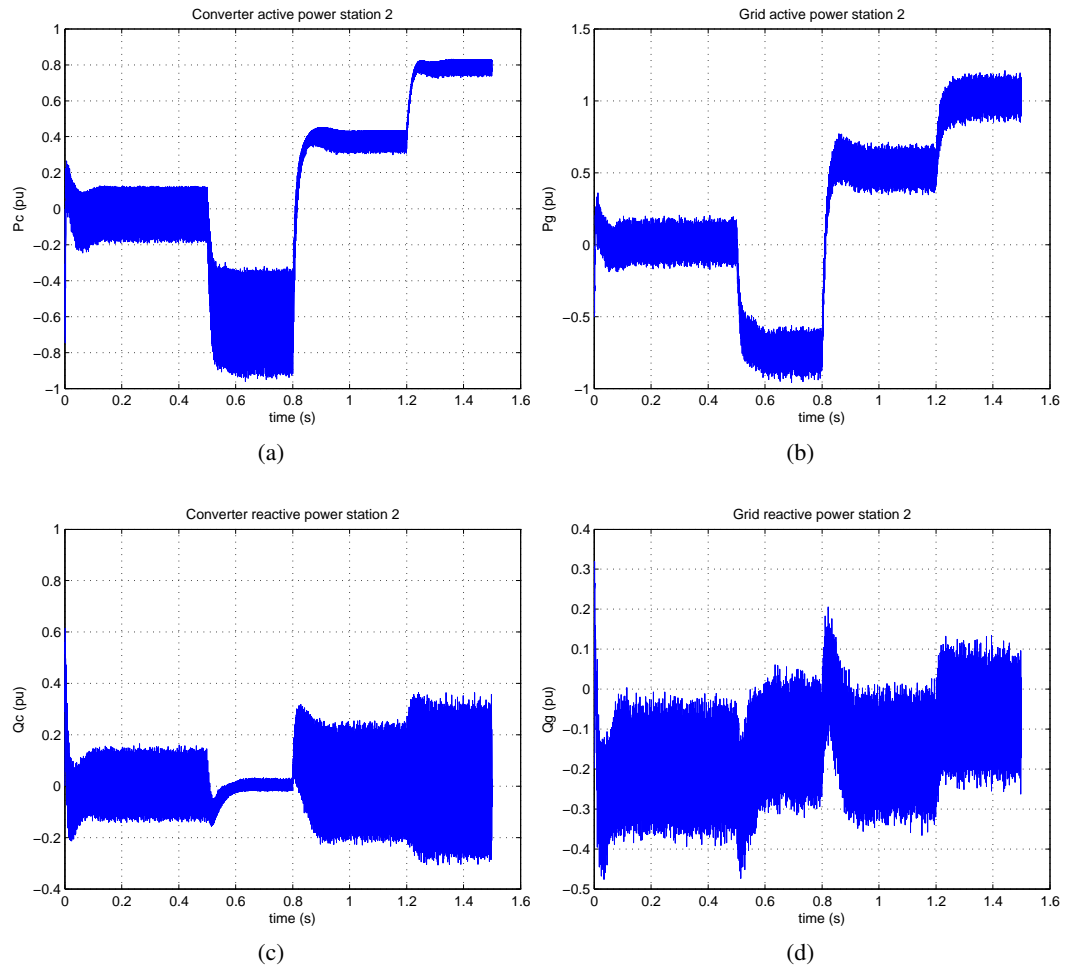 Converter active power station 2
1
0.8
0.6
0.4
0.2
0
−0.2
−0.4
−0.6
−0.8
−1
Pc (pu)
0 0.2 0.4 0.6 0.8 1 1.2 1.4 1.6
time (s)
(a)
Grid active power station 2
1.5
1
0.5
0
−0.5
−1
Pg (pu)
0 0.2 0.4 0.6 0.8 1 1.2 1.4 1.6
time (s)
(b)
Converter reactive power station 2
1
0.8
0.6
0.4
0.2
0
−0.2
−0.4
Qc (pu)
0 0.2 0.4 0.6 0.8 1 1.2 1.4 1.6
time (s)
(c)
Grid reactive power station 2
0.4
0.3
0.2
0.1
0
−0.1
−0.2
−0.3
−0.4
−0.5
Qg (pu)
0 0.2 0.4 0.6 0.8 1 1.2 1.4 1.6
time (s)
(d)